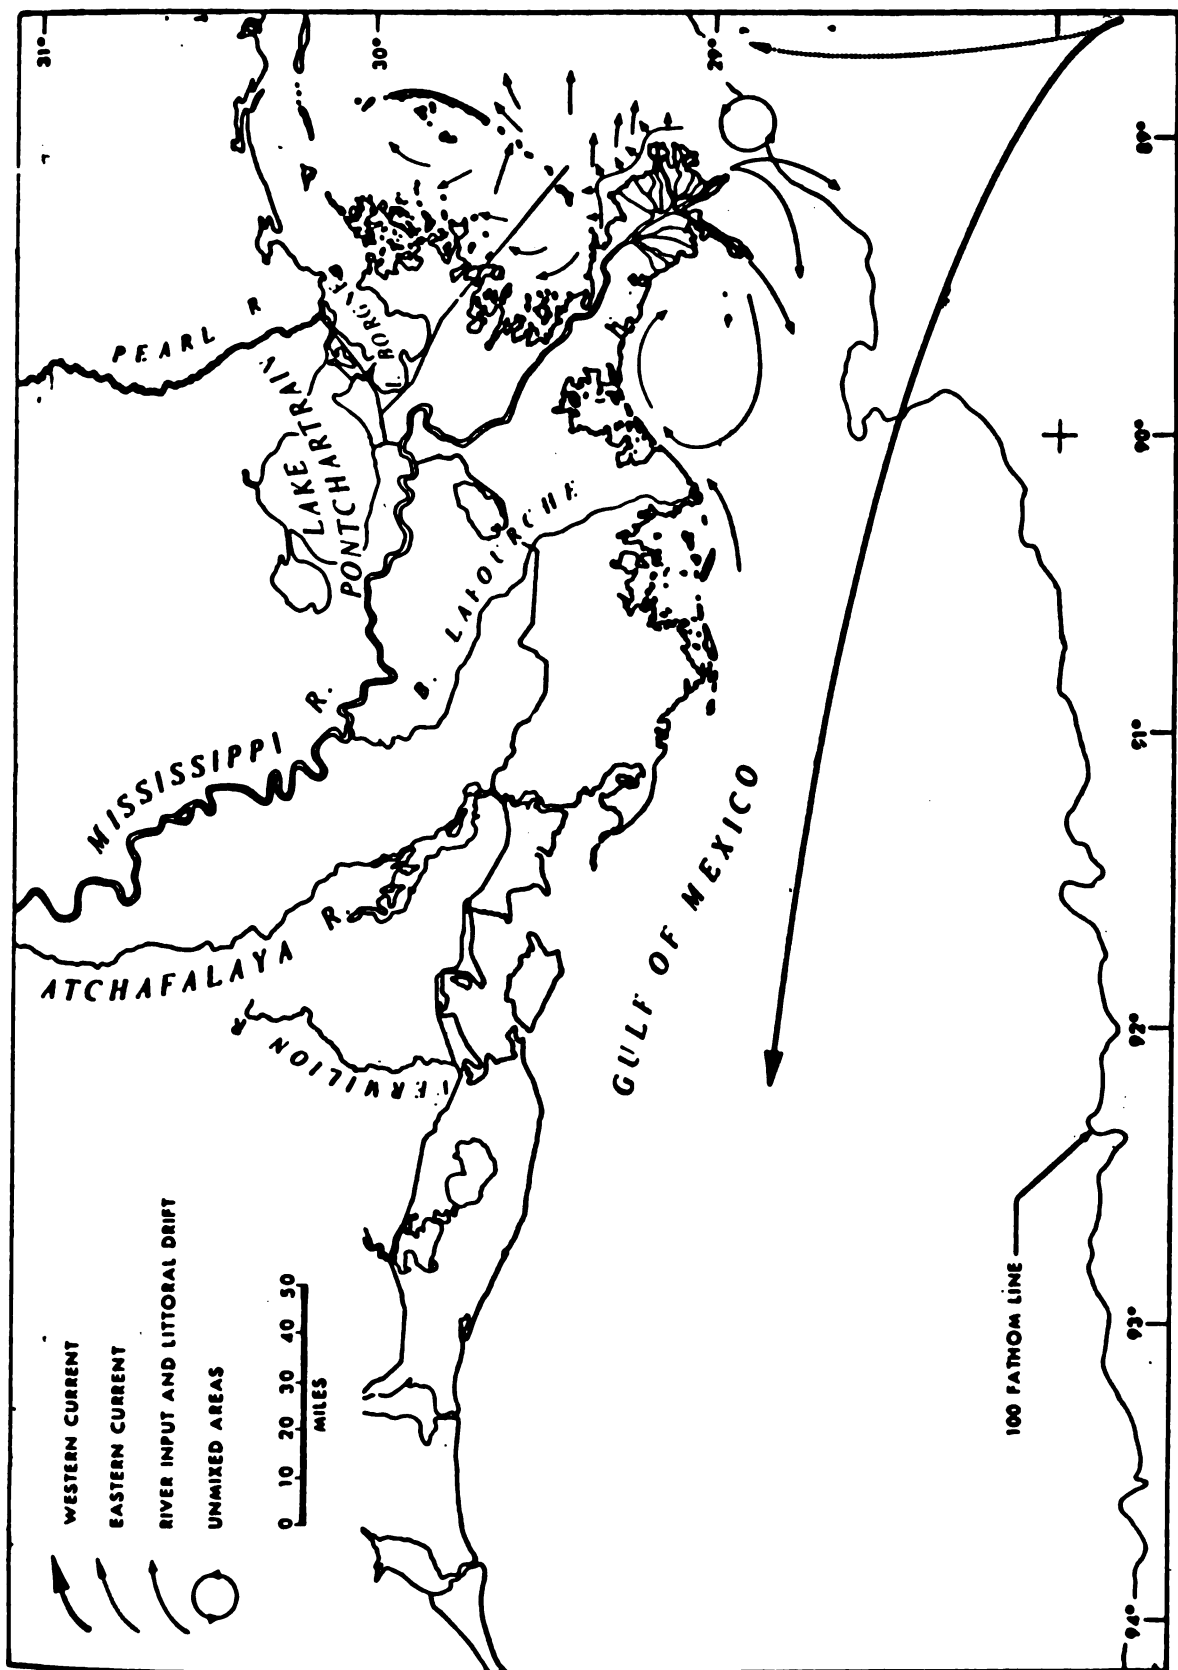 31°
30°
29°
89°
90°
91°
92°
93°
94°
PEARL R
L. BORGNE
LAKE
PONTCHARTRAIN
MISSISSIPPI R.
B. LAFOURCHE
ATCHAFALAYA R.
VERMILION R
GULF OF MEXICO
100 FATHOM LINE
WESTERN CURRENT
EASTERN CURRENT
RIVER INPUT AND LITTORAL DRIFT
UNMIXED AREAS
0 10 20 30 40 50
MILES